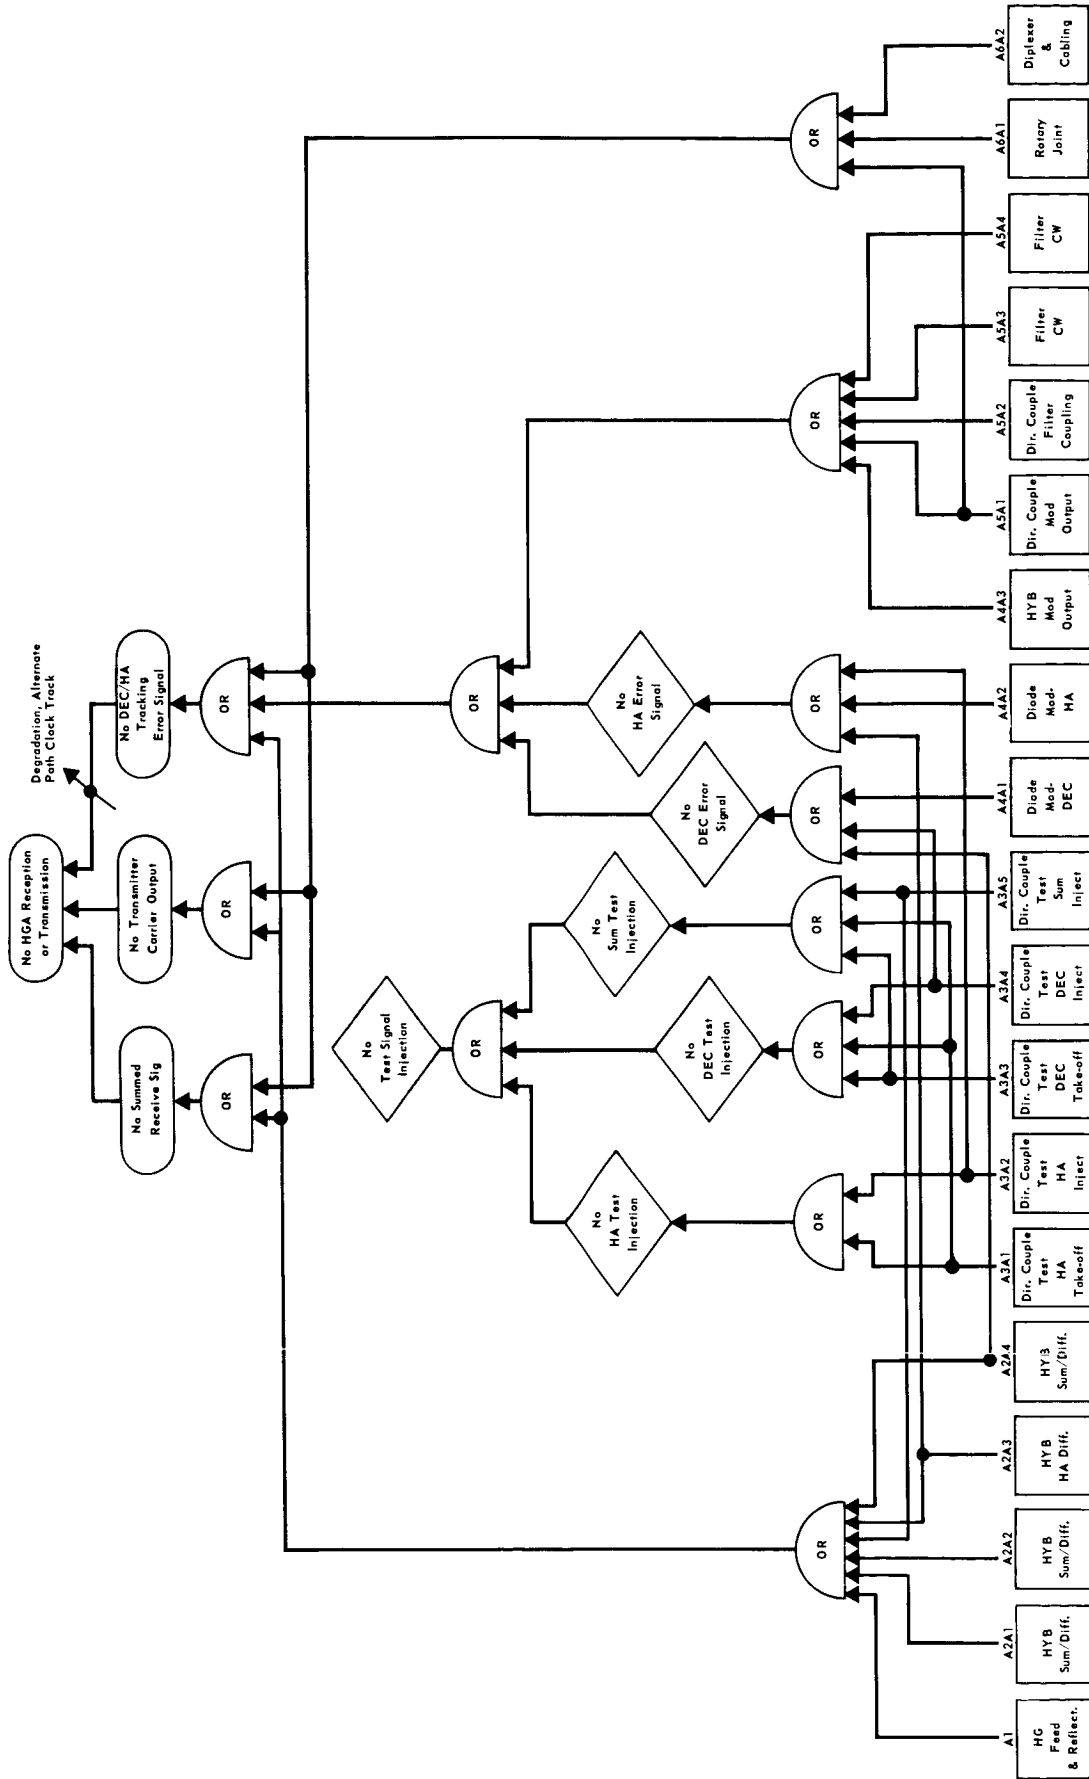 No HGA Reception
or Transmission
Degradation, Alternate
Path Clock Track
No Summed
Receive Sig
No Transmitter
Carrier Output
No DEC/HA
Tracking
Error Signal
OR
OR
OR
No
Test Signal
Injection
OR
OR
No
HA Test
Injection
No
DEC Test
Injection
No
Sum Test
Injection
No
DEC Error
Signal
No
HA Error
Signal
OR
OR
OR
OR
OR
OR
OR
OR
A1
HG
Feed
& Reflect.
A2A1
HYB
Sum/Diff.
A2A2
HYB
Sum/Diff.
A2A3
HYB
HA Diff.
A2A4
HYB
Sum/Diff.
A3A1
Dir. Couple
Test
HA
Take-off
A3A2
Dir. Couple
Test
HA
Inject
A3A3
Dir. Couple
Test
DEC
Take-off
A3A4
Dir. Couple
Test
DEC
Inject
A3A5
Dir. Couple
Test
Sum
Inject
A4A1
Diode
Mod-
DEC
A4A2
Diode
Mod-
HA
A4A3
HYB
Mod
Output
A5A1
Dir. Couple
Mod
Output
A5A2
Dir. Couple
Filter
Coupling
A5A3
Filter
CW
A5A4
Filter
CW
A6A1
Rotary
Joint
A6A2
Diplexer
&
Cabling